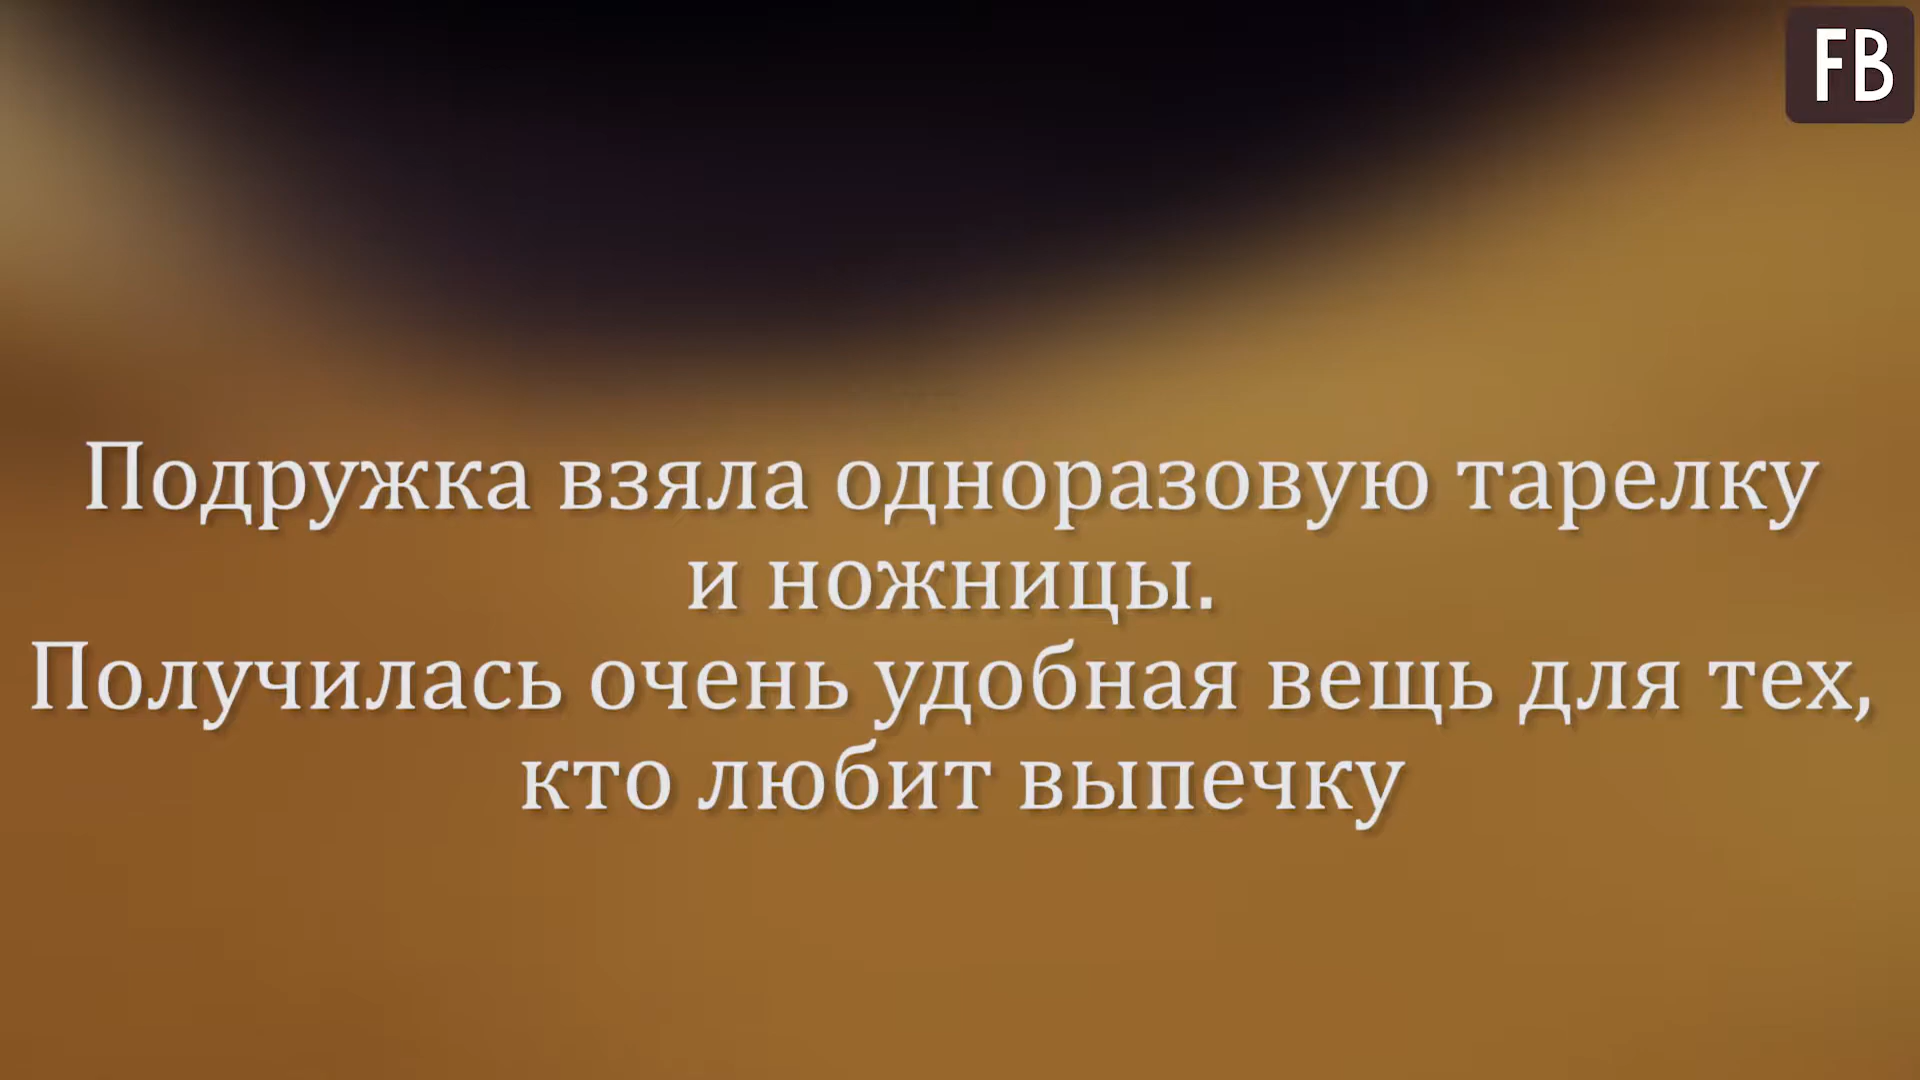 FB
Подружка взяла одноразовую тарелку
и ножницы.
Получилась очень удобная вещь для тех,
кто любит выпечку